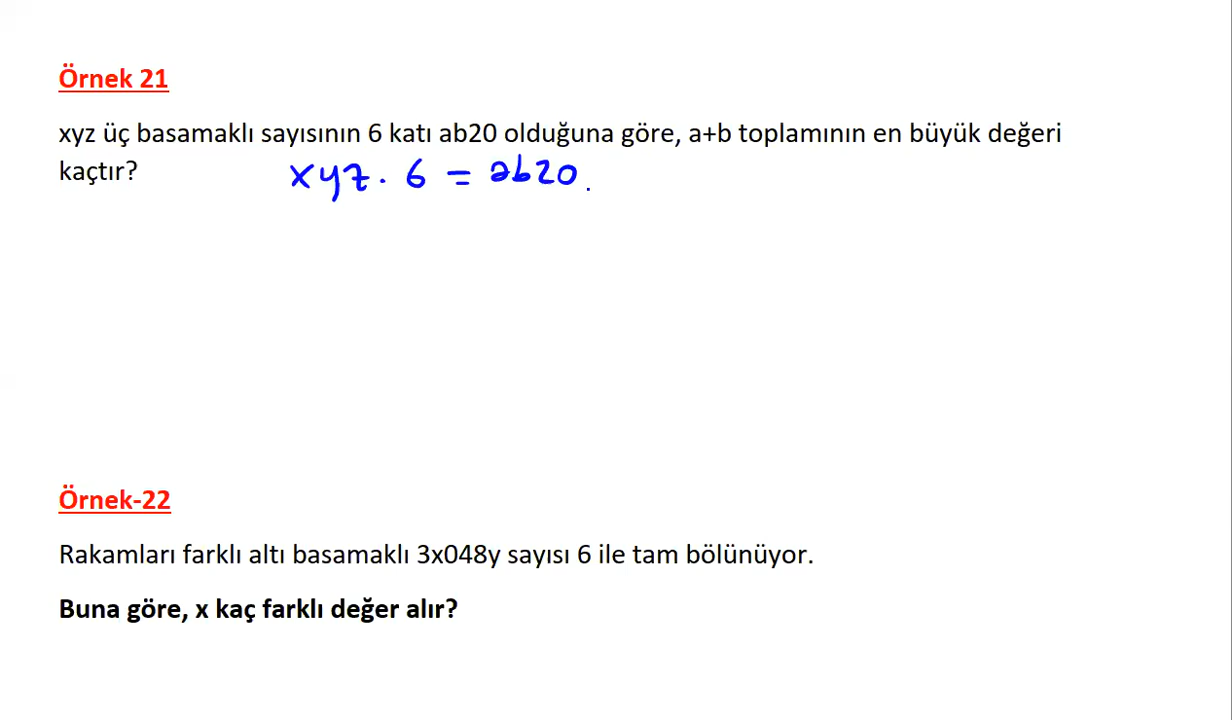 Örnek 21
xyz üç basamaklı sayısının 6 katı ab20 olduğuna göre, a+b toplamının en büyük değeri
kaçtır?
xyz . 6 = ab20.
Örnek-22
Rakamları farklı altı basamaklı 3x048y sayısı 6 ile tam bölünüyor.
Buna göre, x kaç farklı değer alır?